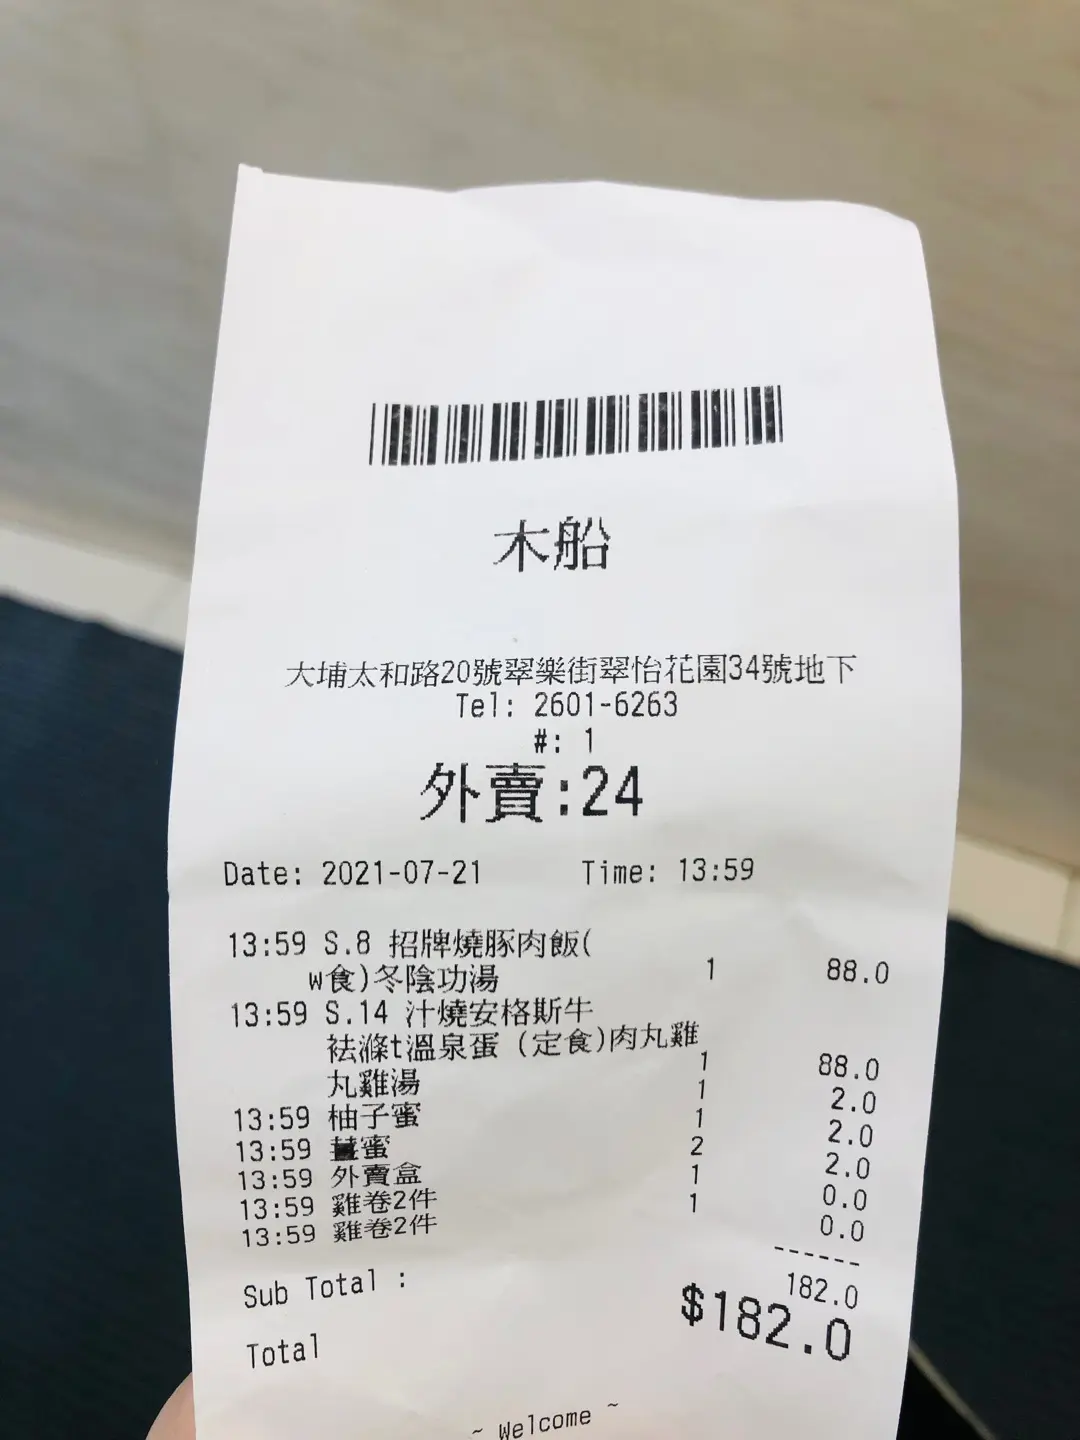 木船
大埔太和路20號翠樂街翠怡花園34號地下
Tel: 2601-6263
#: 1
外賣:24
Date: 2021-07-21 Time: 13:59
13:59 S.8 招牌燒豚肉飯(
w食)冬陰功湯 1 88.0
13:59 S.14 汁燒安格斯牛
袪滌t溫泉蛋 (定食)肉丸雞
丸雞湯 1 88.0
13:59 柚子蜜 1 2.0
13:59 薑蜜 1 2.0
13:59 外賣盒 2 2.0
13:59 雞卷2件 1 0.0
13:59 雞卷2件 1 0.0
------
Sub Total : 182.0
Total $182.0
~ Welcome ~